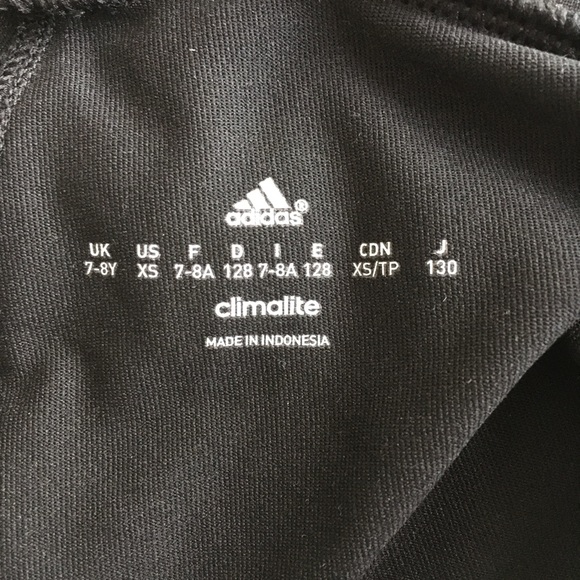 adidas®
UK US F D I E CDN J
7-8Y XS 7-8A 128 7-8A 128 XS/TP 130
climalite
MADE IN INDONESIA